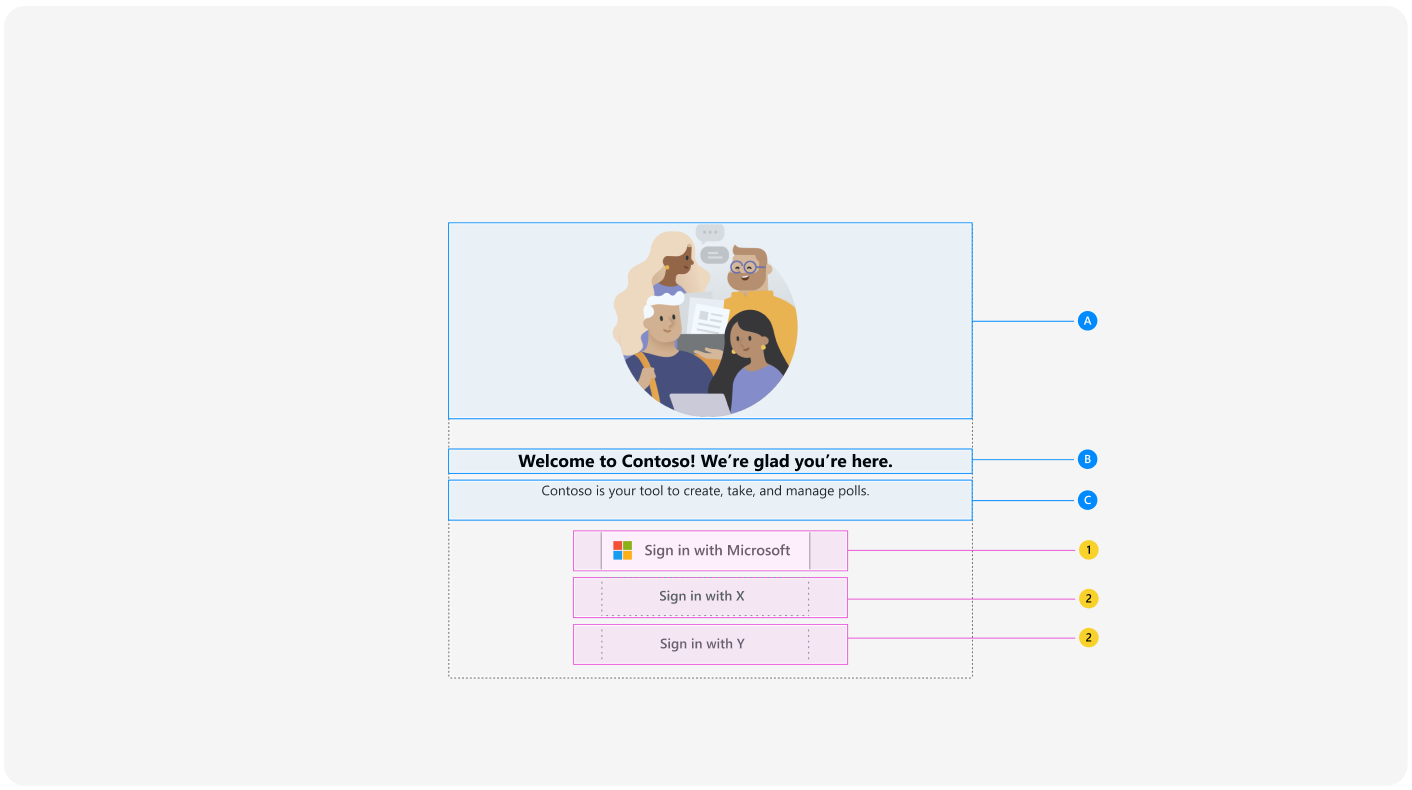 A
Welcome to Contoso! We’re glad you’re here.
B
Contoso is your tool to create, take, and manage polls.
C
Sign in with Microsoft
1
Sign in with X
2
Sign in with Y
2